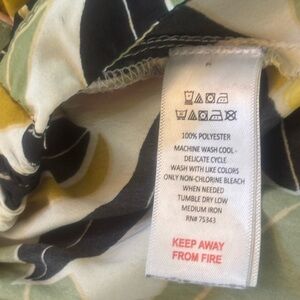 100% POLYESTER
MACHINE WASH COOL -
DELICATE CYCLE
WASH WITH LIKE COLORS
ONLY NON-CHLORINE BLEACH
WHEN NEEDED
TUMBLE DRY LOW
MEDIUM IRON
RN# 75343
KEEP AWAY
FROM FIRE